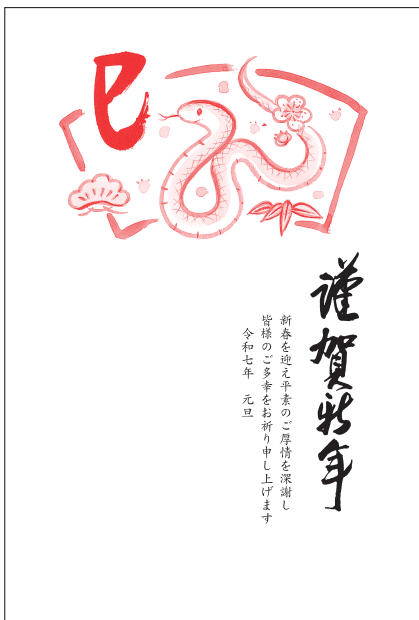 巳
謹賀新年
新春を迎え平素のご厚情を深謝し
皆様のご多幸をお祈り申し上げます
令和七年　元旦